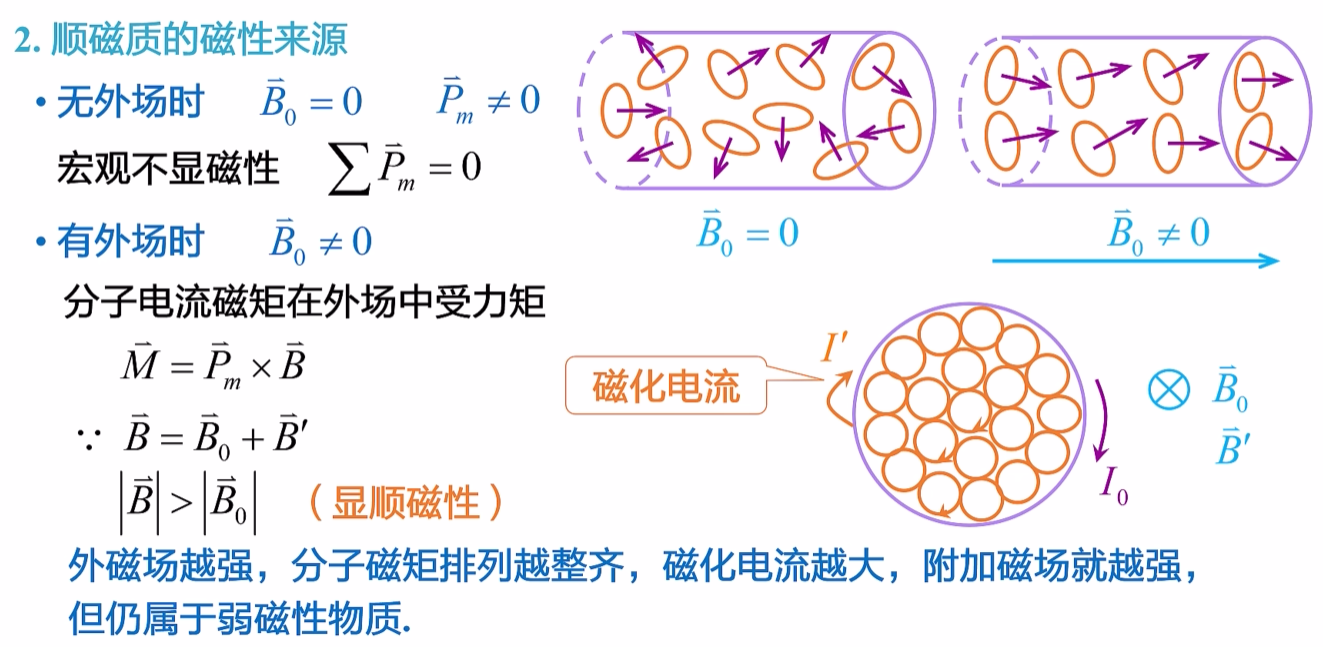 2. 顺磁质的磁性来源
• 无外场时 $\vec{B}_0 = 0$ $\vec{P}_m \neq 0$
宏观不显磁性 $\sum \vec{P}_m = 0$
• 有外场时 $\vec{B}_0 \neq 0$
分子电流磁矩在外场中受力矩
$\vec{M} = \vec{P}_m \times \vec{B}$
∵ $\vec{B} = \vec{B}_0 + \vec{B}'$
$|\vec{B}| > |\vec{B}_0|$ （显顺磁性）
$\vec{B}_0 = 0$
$\vec{B}_0 \neq 0$
磁化电流
$I'$
$I_0$
⊗ $\vec{B}_0$
$\vec{B}'$
外磁场越强，分子磁矩排列越整齐，磁化电流越大，附加磁场就越强，
但仍属于弱磁性物质.